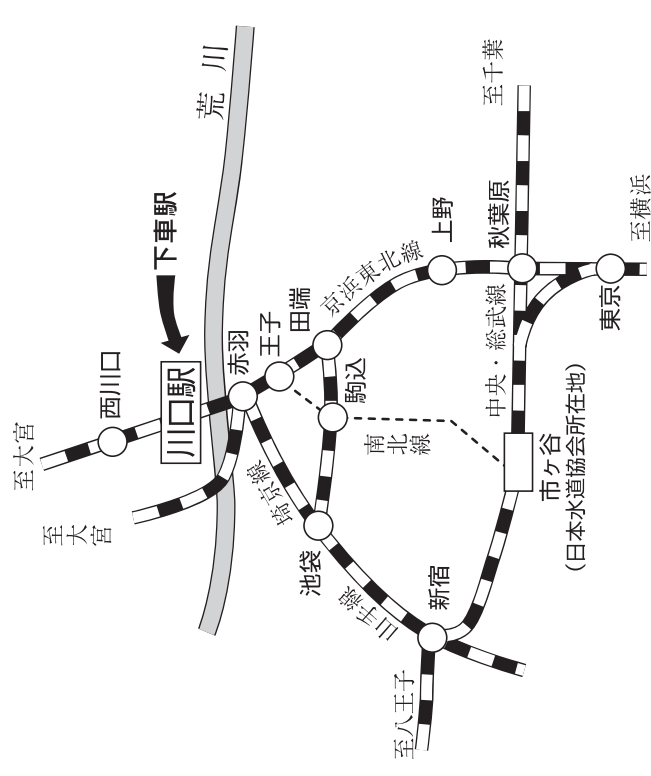 至大宮
西川口
至大宮
川口駅
下車駅
荒川
赤羽
王子
田端
駒込
京浜東北線
上野
秋葉原
至千葉
至横浜
東京
中央・総武線
南北線
市ヶ谷
(日本水道協会所在地)
埼京線
池袋
山手線
新宿
至八王子